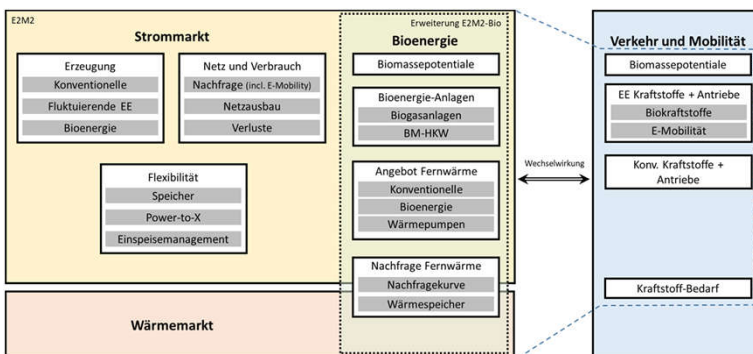 E2M2
Strommarkt
Erzeugung
Konventionelle
Fluktuierende EE
Bioenergie
Netz und Verbrauch
Nachfrage (incl. E-Mobility)
Netzausbau
Verluste
Flexibilität
Speicher
Power-to-X
Einspeisemanagement
Wärmemarkt
Erweiterung E2M2-Bio
Bioenergie
Biomassepotentiale
Bioenergie-Anlagen
Biogasanlagen
BM-HKW
Angebot Fernwärme
Konventionelle
Bioenergie
Wärmepumpen
Nachfrage Fernwärme
Nachfragekurve
Wärmespeicher
Wechselwirkung
Verkehr und Mobilität
Biomassepotentiale
EE Kraftstoffe + Antriebe
Biokraftstoffe
E-Mobilität
Konv. Kraftstoffe +
Antriebe
Kraftstoff-Bedarf